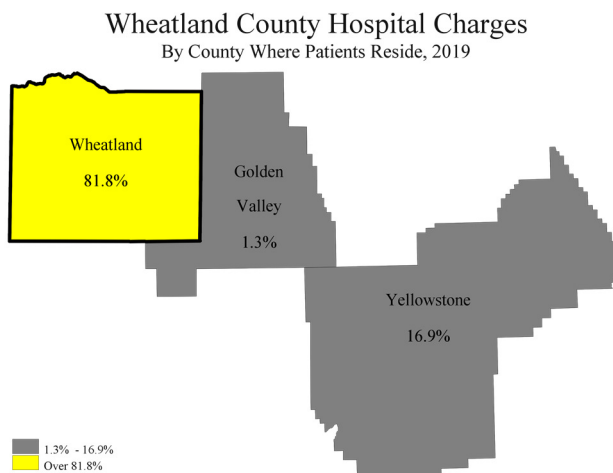 Wheatland County Hospital Charges
By County Where Patients Reside, 2019
Wheatland
81.8%
Golden
Valley
1.3%
Yellowstone
16.9%
1.3% - 16.9%
Over 81.8%